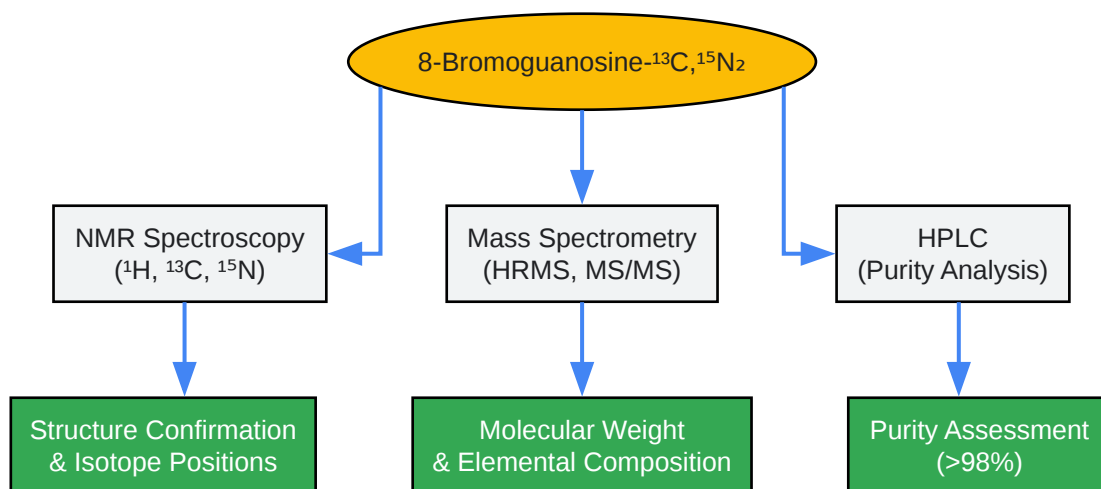 8-Bromoguanosine-¹³C,¹⁵N₂
NMR Spectroscopy
(¹H, ¹³C, ¹⁵N)
Mass Spectrometry
(HRMS, MS/MS)
HPLC
(Purity Analysis)
Structure Confirmation
& Isotope Positions
Molecular Weight
& Elemental Composition
Purity Assessment
(>98%)